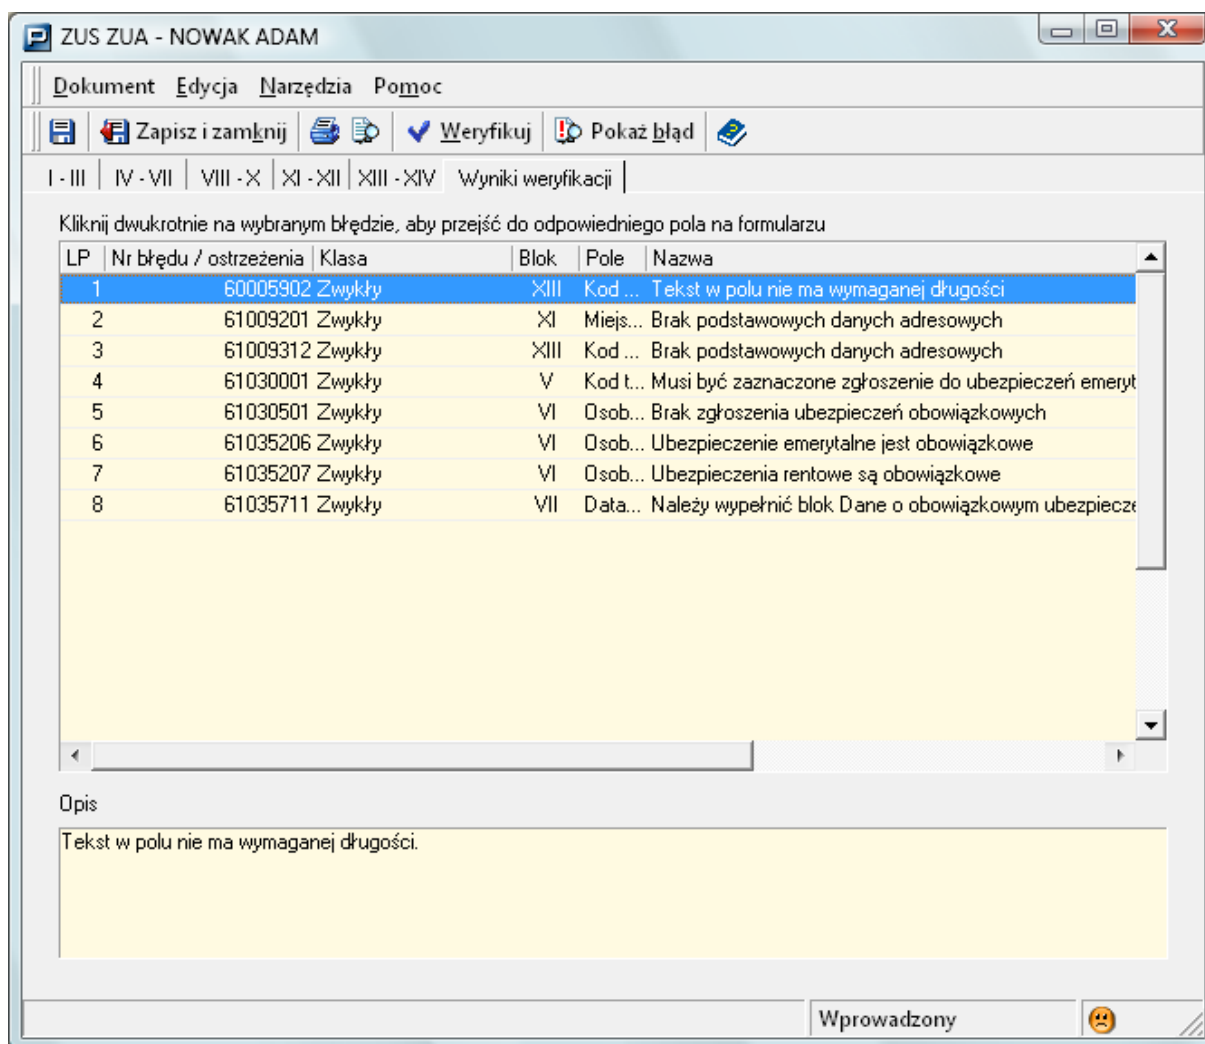 ZUS ZUA - NOWAK ADAM
Dokument Edycja Narzędzia Pomoc
Zapisz i zamknij Weryfikuj Pokaż błąd
I - III IV - VII VIII - X XI - XII XIII - XIV Wyniki weryfikacji
Kliknij dwukrotnie na wybranym błędzie, aby przejść do odpowiedniego pola na formularzu
LP Nr błędu / ostrzeżenia Klasa Blok Pole Nazwa
1 60005902 Zwykły XIII Kod ... Tekst w polu nie ma wymaganej długości
2 61009201 Zwykły XI Miejs... Brak podstawowych danych adresowych
3 61009312 Zwykły XIII Kod ... Brak podstawowych danych adresowych
4 61030001 Zwykły V Kod t... Musi być zaznaczone zgłoszenie do ubezpieczeń emeryt
5 61030501 Zwykły VI Osob... Brak zgłoszenia ubezpieczeń obowiązkowych
6 61035206 Zwykły VI Osob... Ubezpieczenie emerytalne jest obowiązkowe
7 61035207 Zwykły VI Osob... Ubezpieczenia rentowe są obowiązkowe
8 61035711 Zwykły VII Data... Należy wypełnić blok Dane o obowiązkowym ubezpiecze
Opis
Tekst w polu nie ma wymaganej długości.
Wprowadzony